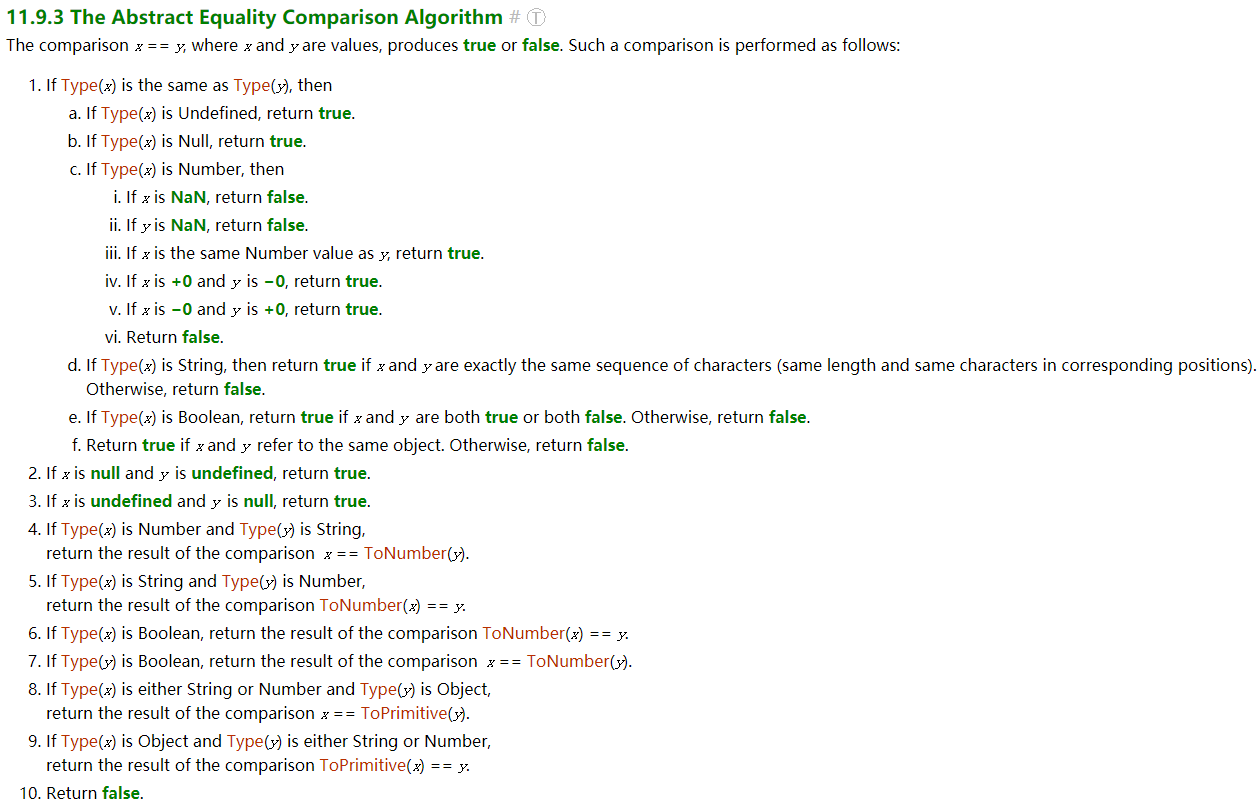 11.9.3 The Abstract Equality Comparison Algorithm # Ⓣ
The comparison x == y, where x and y are values, produces true or false. Such a comparison is performed as follows:
1. If Type(x) is the same as Type(y), then
a. If Type(x) is Undefined, return true.
b. If Type(x) is Null, return true.
c. If Type(x) is Number, then
i. If x is NaN, return false.
ii. If y is NaN, return false.
iii. If x is the same Number value as y, return true.
iv. If x is +0 and y is −0, return true.
v. If x is −0 and y is +0, return true.
vi. Return false.
d. If Type(x) is String, then return true if x and y are exactly the same sequence of characters (same length and same characters in corresponding positions).
Otherwise, return false.
e. If Type(x) is Boolean, return true if x and y are both true or both false. Otherwise, return false.
f. Return true if x and y refer to the same object. Otherwise, return false.
2. If x is null and y is undefined, return true.
3. If x is undefined and y is null, return true.
4. If Type(x) is Number and Type(y) is String,
return the result of the comparison x == ToNumber(y).
5. If Type(x) is String and Type(y) is Number,
return the result of the comparison ToNumber(x) == y.
6. If Type(x) is Boolean, return the result of the comparison ToNumber(x) == y.
7. If Type(y) is Boolean, return the result of the comparison x == ToNumber(y).
8. If Type(x) is either String or Number and Type(y) is Object,
return the result of the comparison x == ToPrimitive(y).
9. If Type(x) is Object and Type(y) is either String or Number,
return the result of the comparison ToPrimitive(x) == y.
10. Return false.